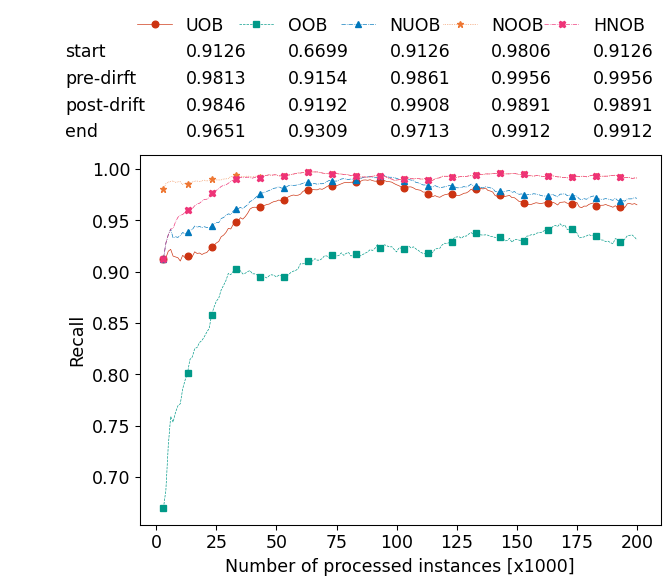 UOB OOB NUOB NOOB HNOB
start 0.9126 0.6699 0.9126 0.9806 0.9126
pre-dirft 0.9813 0.9154 0.9861 0.9956 0.9956
post-drift 0.9846 0.9192 0.9908 0.9891 0.9891
end 0.9651 0.9309 0.9713 0.9912 0.9912
1.00
0.95
0.90
0.85
0.80
0.75
0.70
Recall
0 25 50 75 100 125 150 175 200
Number of processed instances [x1000]